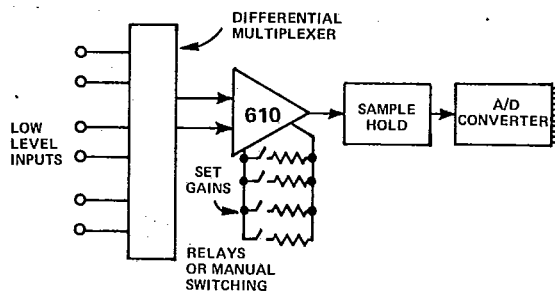 DIFFERENTIAL
MULTIPLEXER
LOW
LEVEL
INPUTS
610
SAMPLE
HOLD
A/D
CONVERTER
SET
GAINS
RELAYS
OR MANUAL
SWITCHING